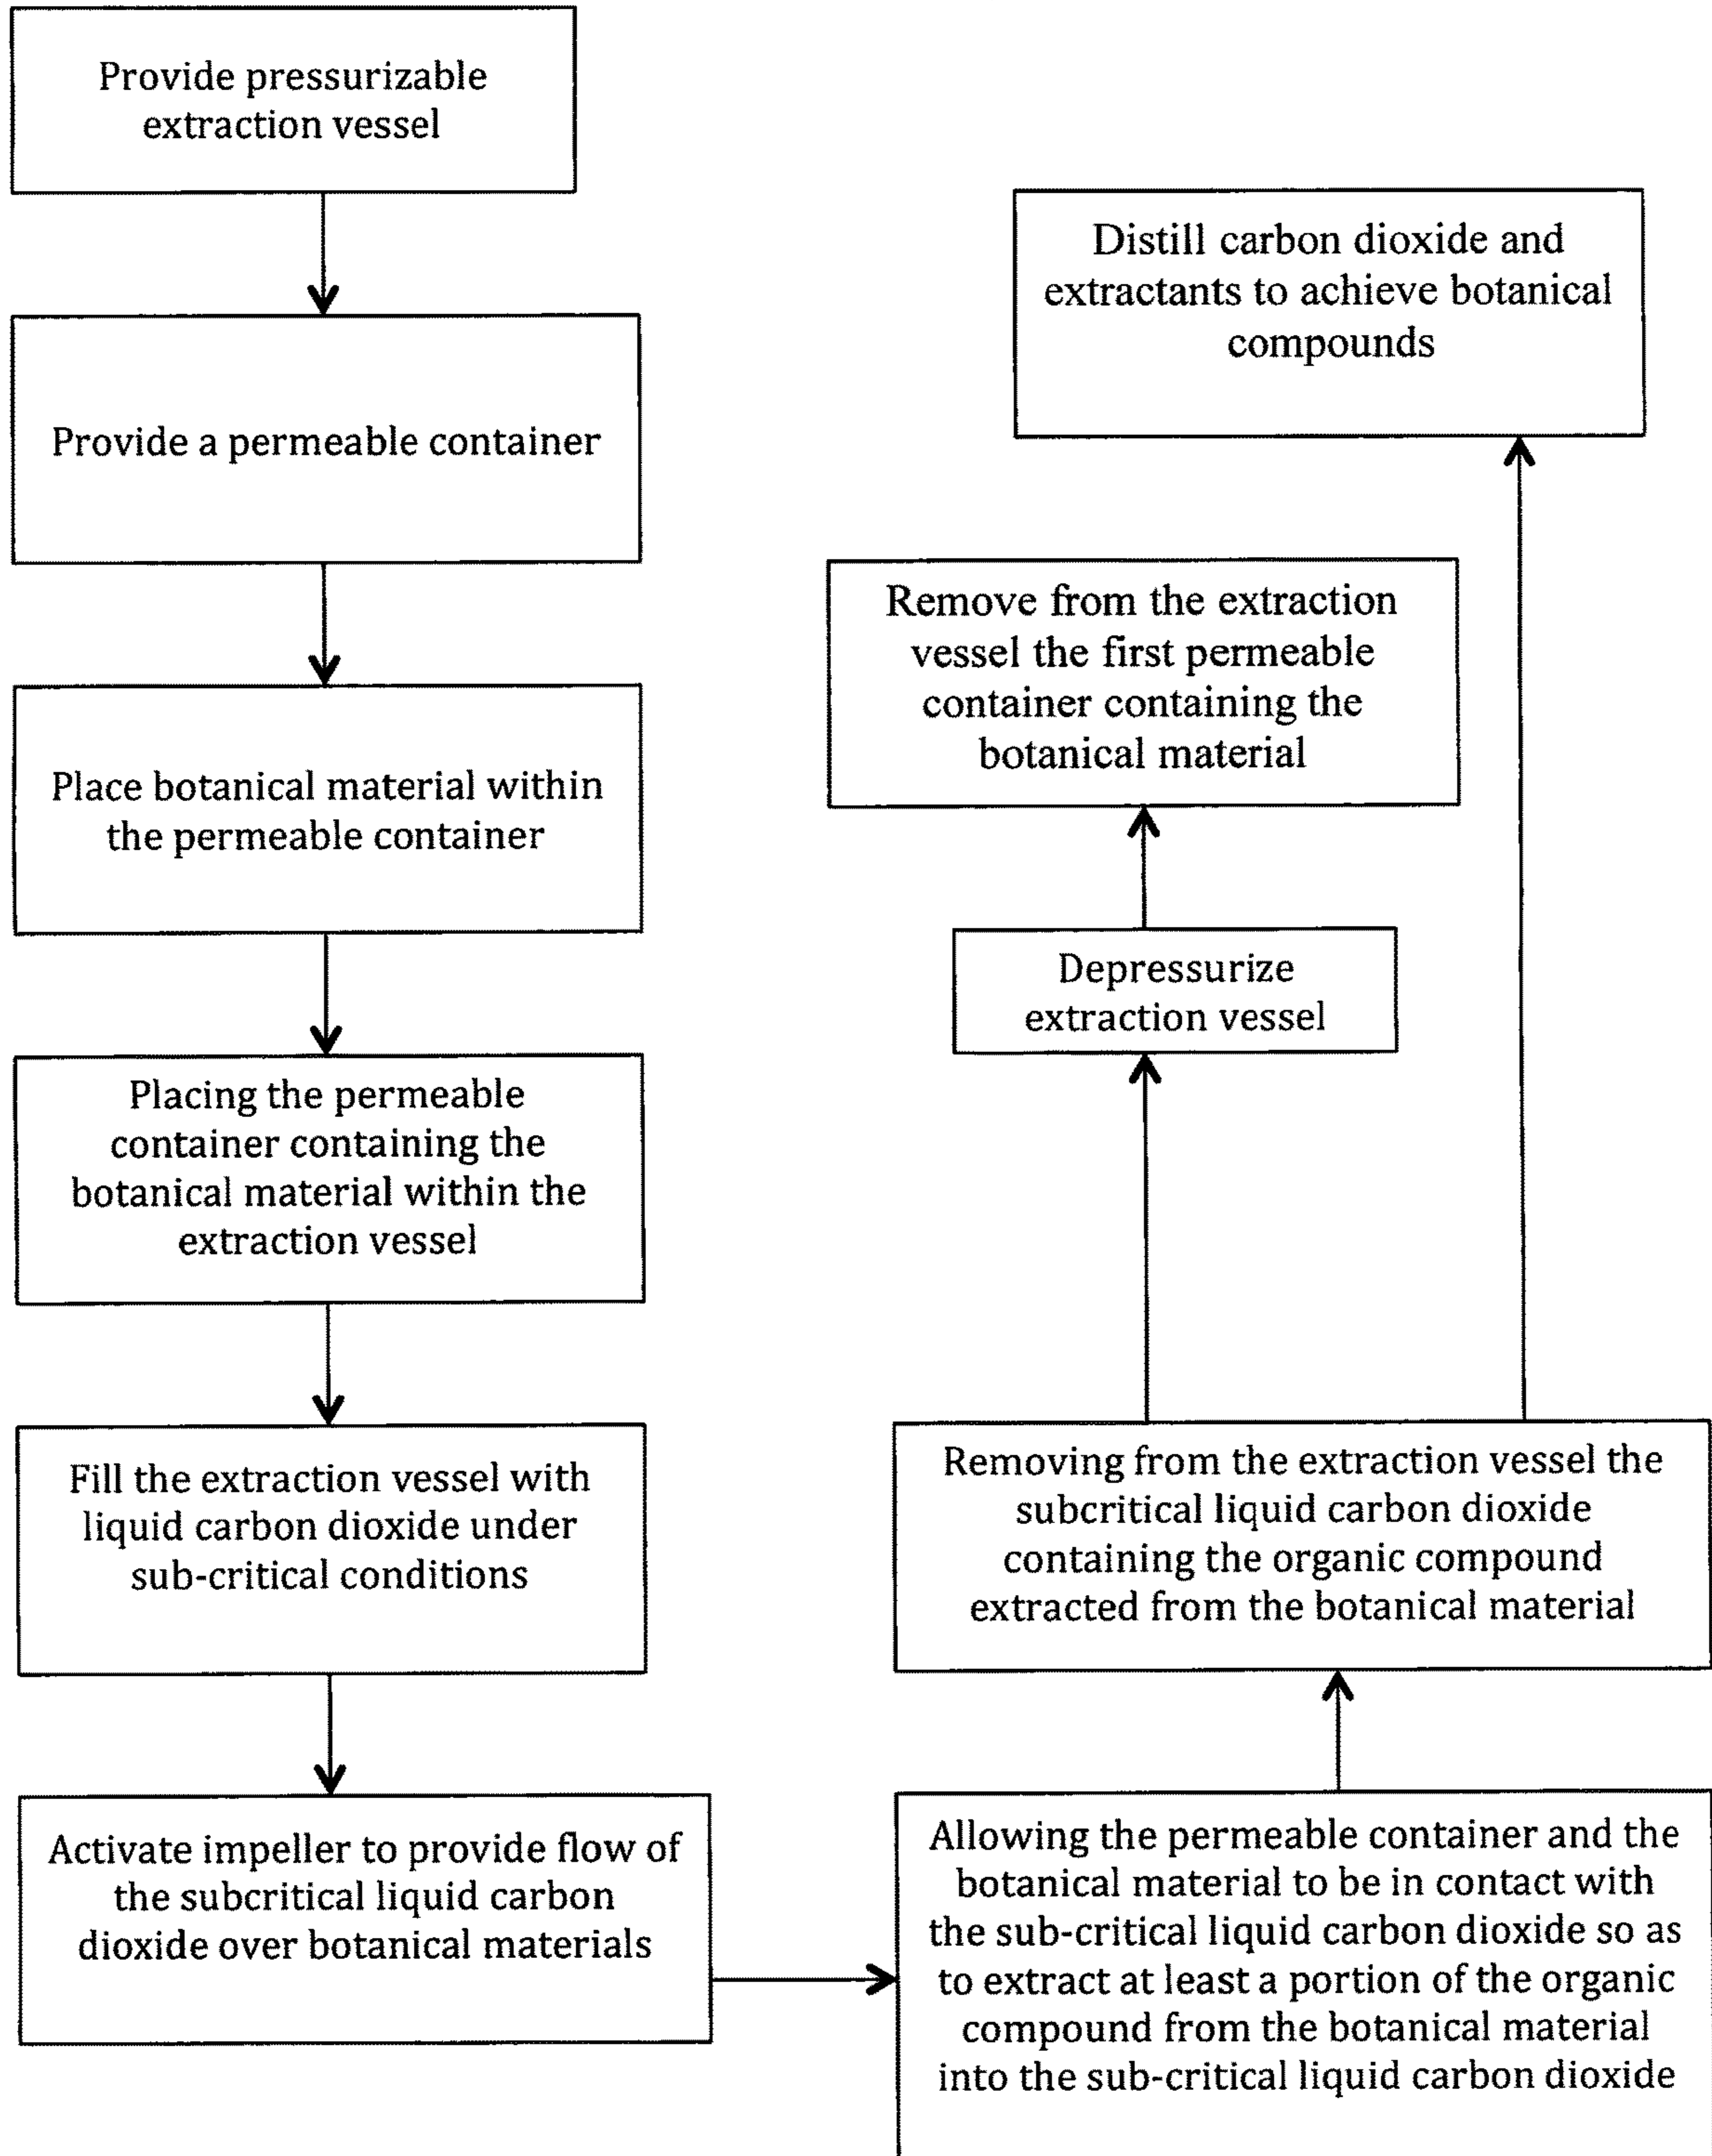 Provide pressurizable
extraction vessel
Provide a permeable container
Place botanical material within
the permeable container
Placing the permeable
container containing the
botanical material within the
extraction vessel
Fill the extraction vessel with
liquid carbon dioxide under
sub-critical conditions
Activate impeller to provide flow of
the subcritical liquid carbon
dioxide over botanical materials
Allowing the permeable container and the
botanical material to be in contact with
the sub-critical liquid carbon dioxide so as
to extract at least a portion of the organic
compound from the botanical material
into the sub-critical liquid carbon dioxide
Removing from the extraction vessel the
subcritical liquid carbon dioxide
containing the organic compound
extracted from the botanical material
Depressurize
extraction vessel
Remove from the extraction
vessel the first permeable
container containing the
botanical material
Distill carbon dioxide and
extractants to achieve botanical
compounds